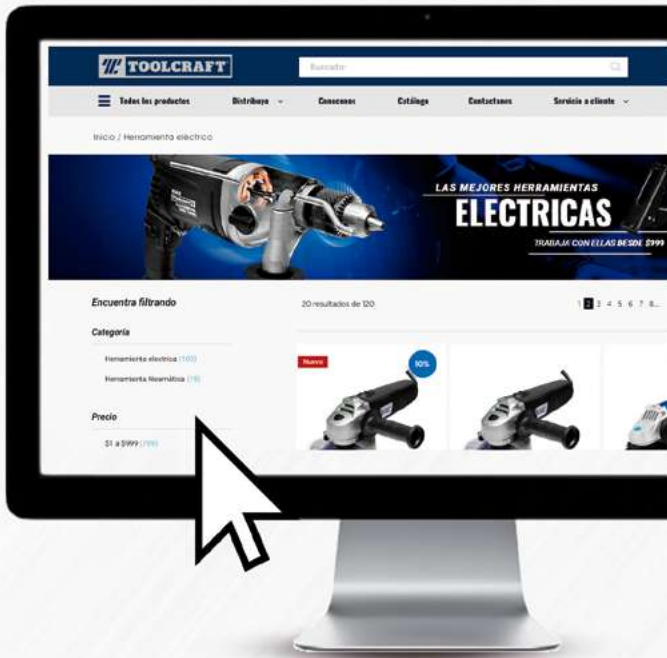 TOOLCRAFT
Buscador
Todos los productos Distribuye Conocenos Catálogo Contactanos Servicio a cliente
Inicio / Herramienta eléctrica
LAS MEJORES HERRAMIENTAS
ELECTRICAS
TRABAJA CON ELLAS DESDE $999
Encuentra filtrando
20 resultados de 120
1 2 3 4 5 6 7 8...
Categoría
Herramienta electrica (100)
Herramienta Neumática
Nuevo
10%
Precio
$1 a $999